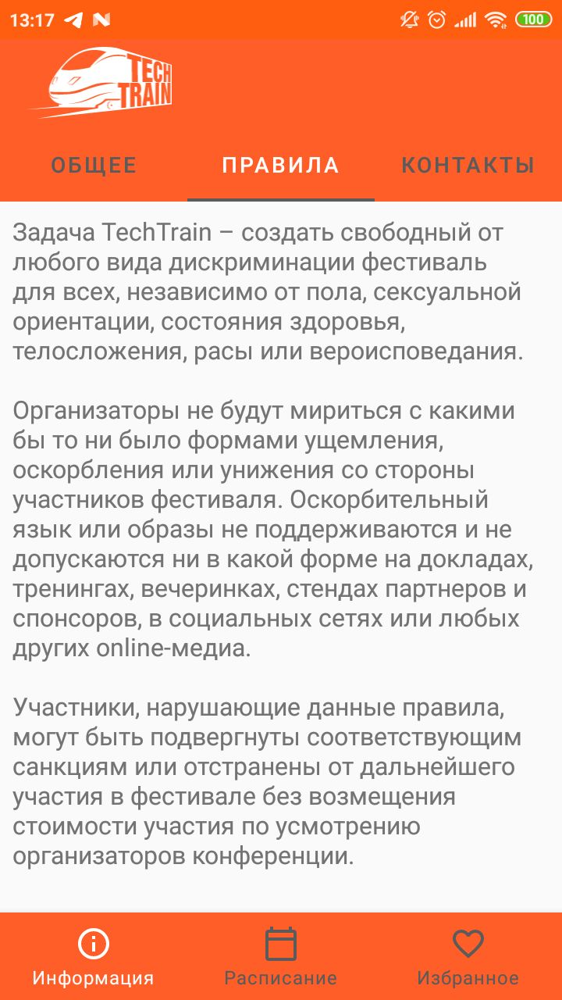 13:17
100
TECH
TRAIN
ОБЩЕЕ
ПРАВИЛА
КОНТАКТЫ
Задача TechTrain – создать свободный от
любого вида дискриминации фестиваль
для всех, независимо от пола, сексуальной
ориентации, состояния здоровья,
телосложения, расы или вероисповедания.
Организаторы не будут мириться с какими
бы то ни было формами ущемления,
оскорбления или унижения со стороны
участников фестиваля. Оскорбительный
язык или образы не поддерживаются и не
допускаются ни в какой форме на докладах,
тренингах, вечеринках, стендах партнеров и
спонсоров, в социальных сетях или любых
других online-медиа.
Участники, нарушающие данные правила,
могут быть подвергнуты соответствующим
санкциям или отстранены от дальнейшего
участия в фестивале без возмещения
стоимости участия по усмотрению
организаторов конференции.
Информация
Расписание
Избранное